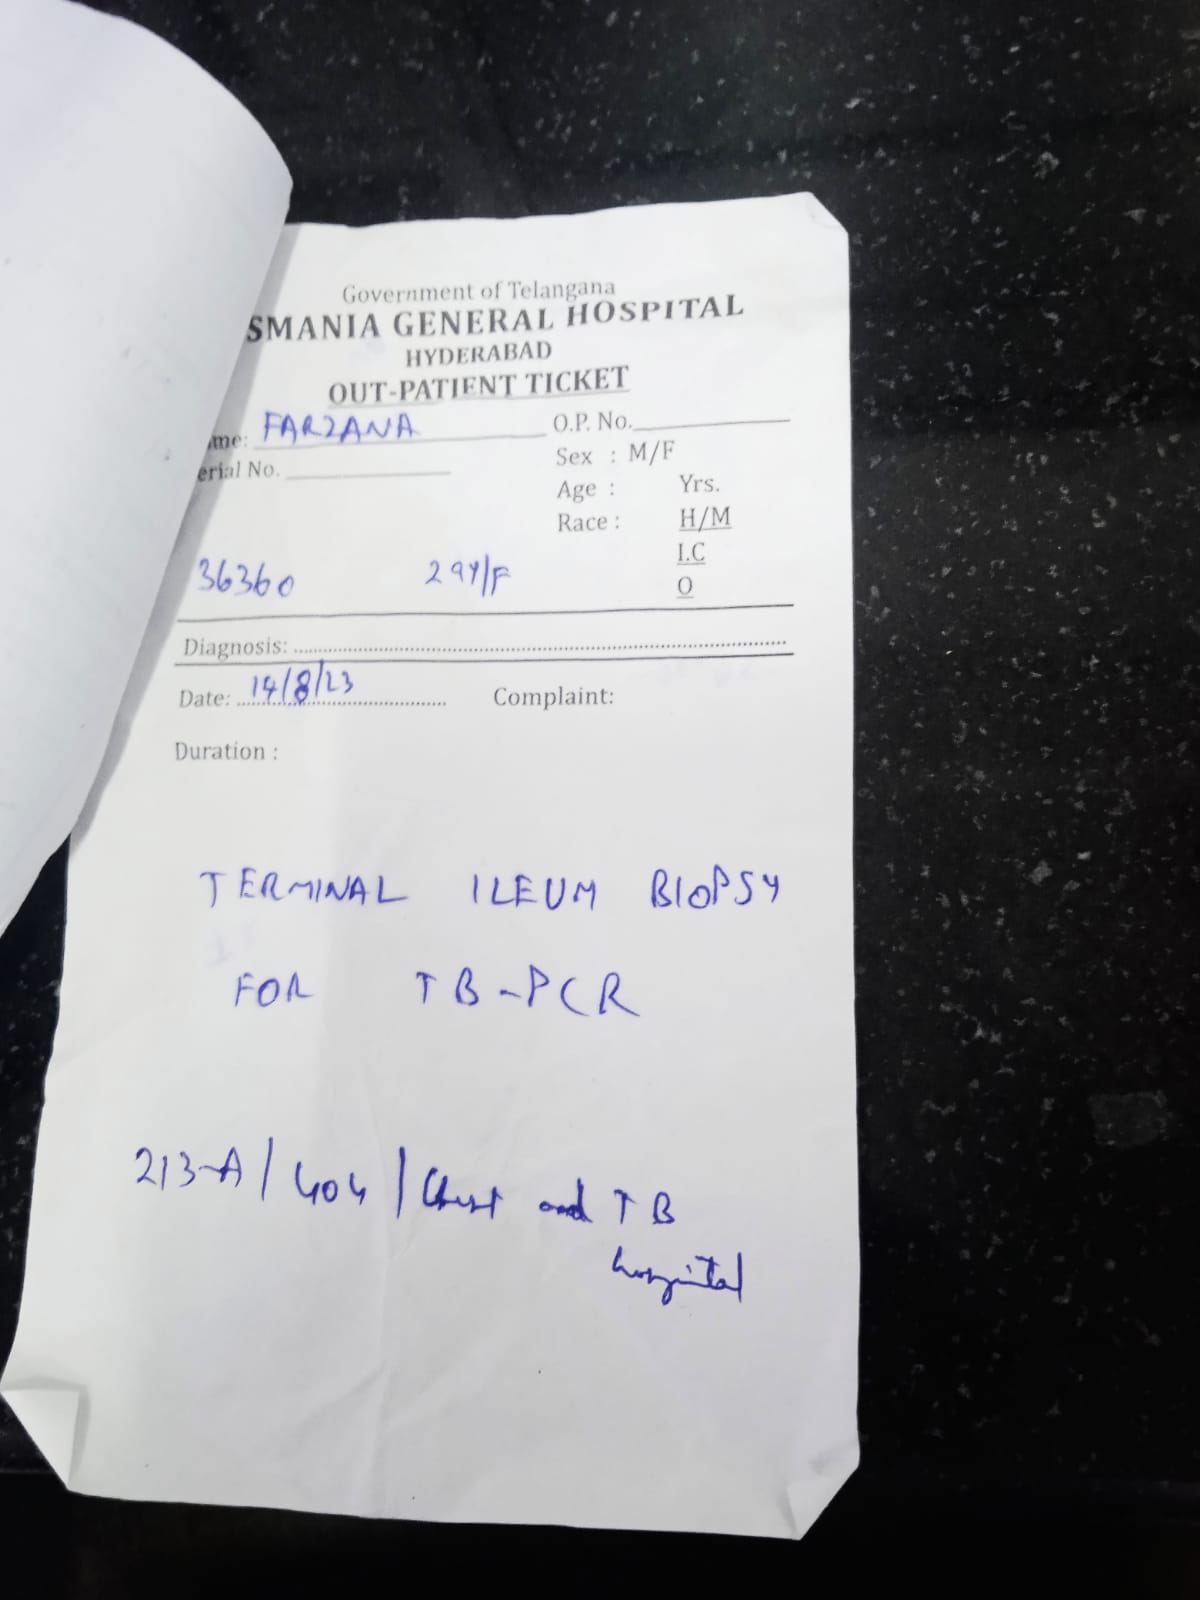 Government of Telangana
SMANIA GENERAL HOSPITAL
HYDERABAD
OUT-PATIENT TICKET
me: FARZANA
O.P. No.
erial No.
Sex : M/F
Age : Yrs.
Race : H/M
I.C
O
36360 29Y/F
Diagnosis:
Date: 14/8/23 Complaint:
Duration :
TERMINAL ILEUM BIOPSY
FOR TB-PCR
213-A/404/Chest and TB
hospital